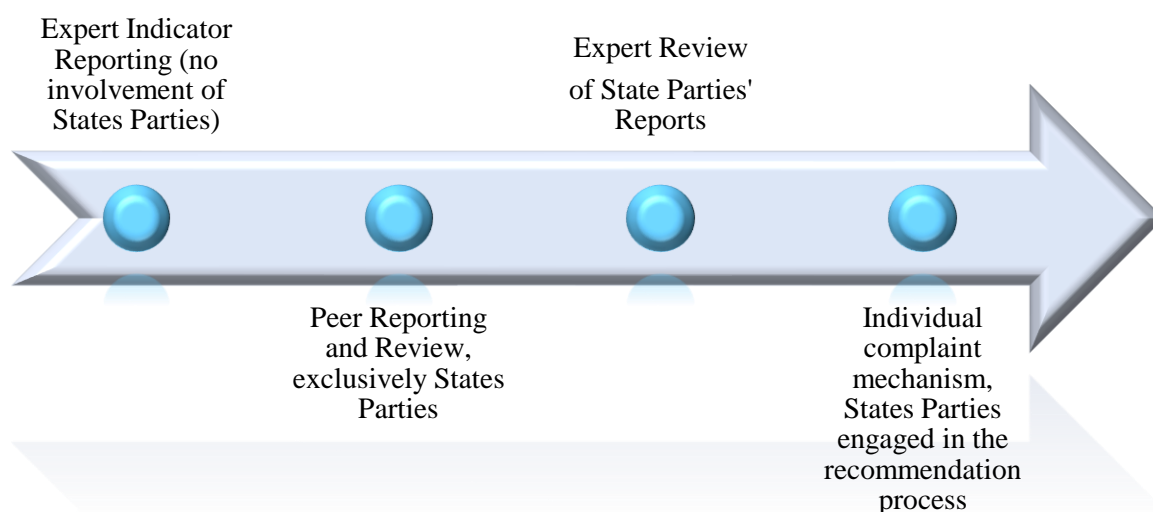 Expert Indicator
Reporting (no
involvement of
States Parties)
Peer Reporting
and Review,
exclusively States
Parties
Expert Review
of State Parties'
Reports
Individual
complaint
mechanism,
States Parties
engaged in the
recommendation
process